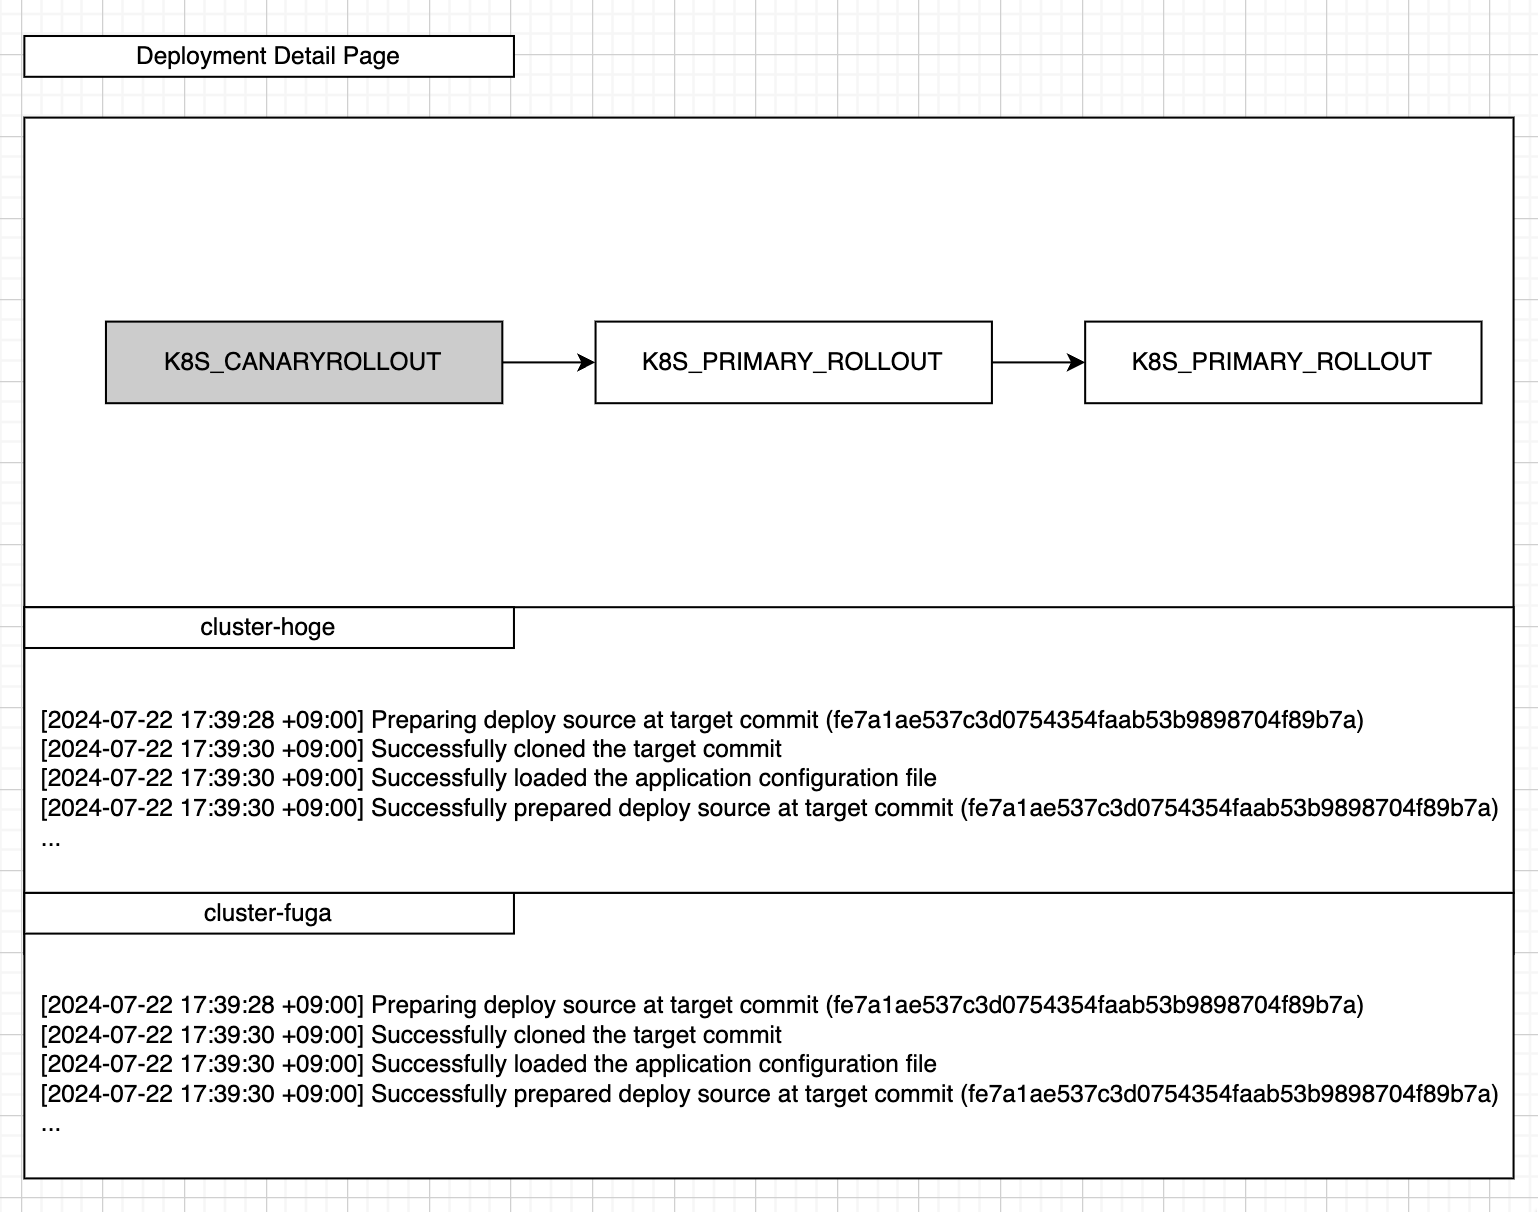 Deployment Detail Page
K8S_CANARYROLLOUT
K8S_PRIMARY_ROLLOUT
K8S_PRIMARY_ROLLOUT
cluster-hoge
[2024-07-22 17:39:28 +09:00] Preparing deploy source at target commit (fe7a1ae537c3d0754354faab53b9898704f89b7a)
[2024-07-22 17:39:30 +09:00] Successfully cloned the target commit
[2024-07-22 17:39:30 +09:00] Successfully loaded the application configuration file
[2024-07-22 17:39:30 +09:00] Successfully prepared deploy source at target commit (fe7a1ae537c3d0754354faab53b9898704f89b7a)
...
cluster-fuga
[2024-07-22 17:39:28 +09:00] Preparing deploy source at target commit (fe7a1ae537c3d0754354faab53b9898704f89b7a)
[2024-07-22 17:39:30 +09:00] Successfully cloned the target commit
[2024-07-22 17:39:30 +09:00] Successfully loaded the application configuration file
[2024-07-22 17:39:30 +09:00] Successfully prepared deploy source at target commit (fe7a1ae537c3d0754354faab53b9898704f89b7a)
...